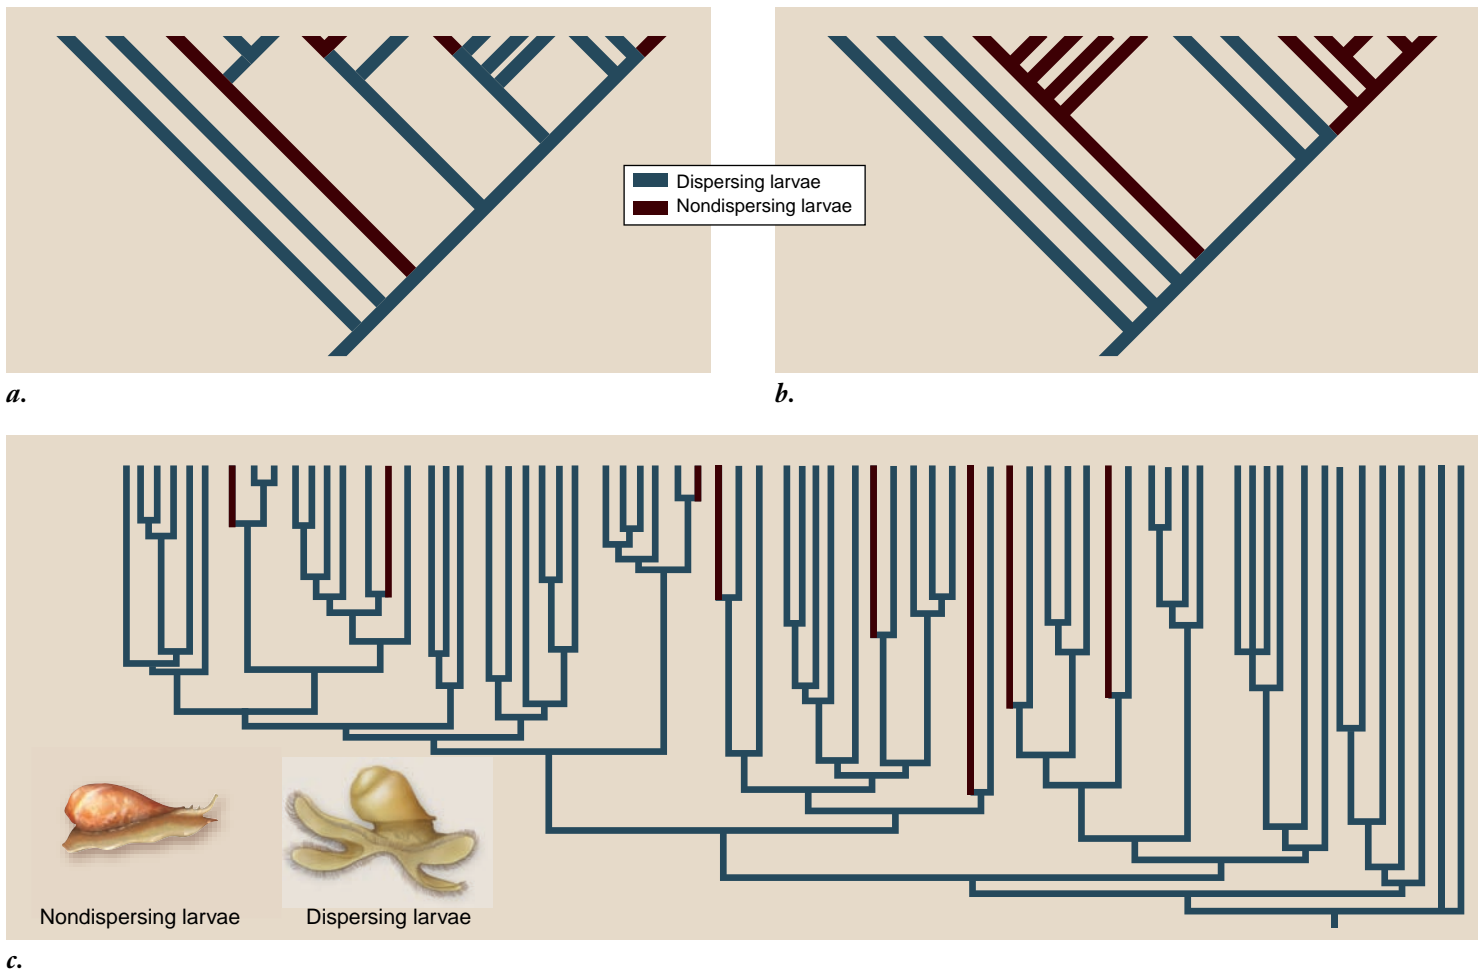 Dispersing larvae
Nondispersing larvae
a.
b.
Nondispersing larvae
Dispersing larvae
c.